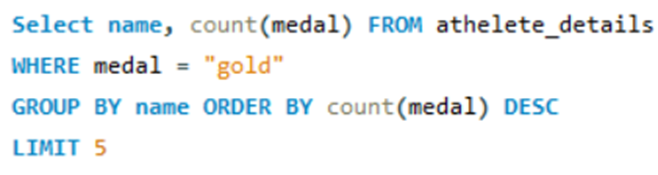 Select name, count(medal) FROM athelete_details
WHERE medal = "gold"
GROUP BY name ORDER BY count(medal) DESC
LIMIT 5